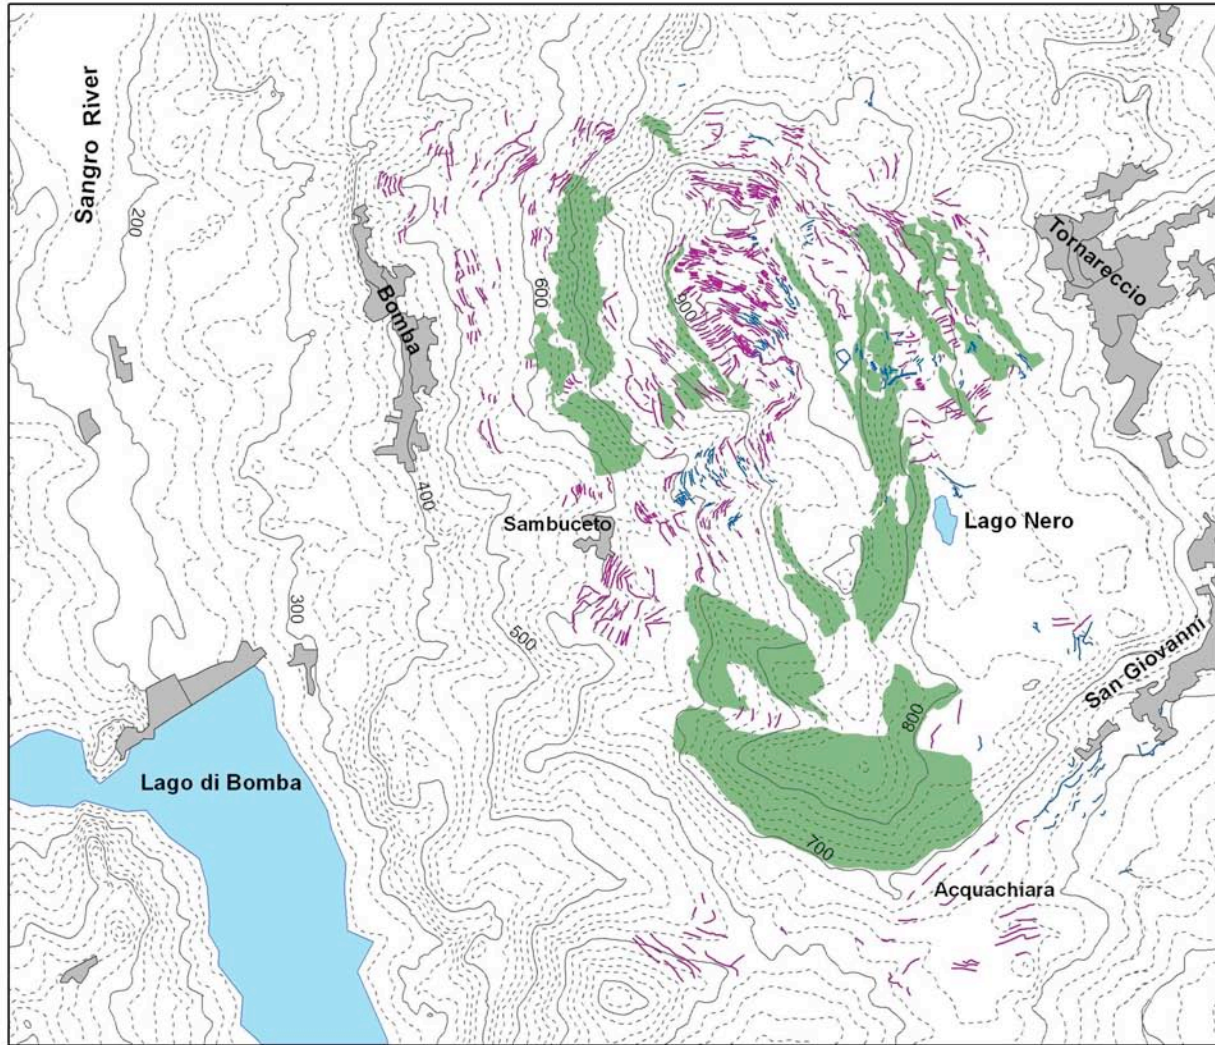 Sangro River
200
Tornareccio
600
900
Bomba
400
Sambuceto
Lago Nero
300
500
San Giovanni
800
Lago di Bomba
700
Acquachiara